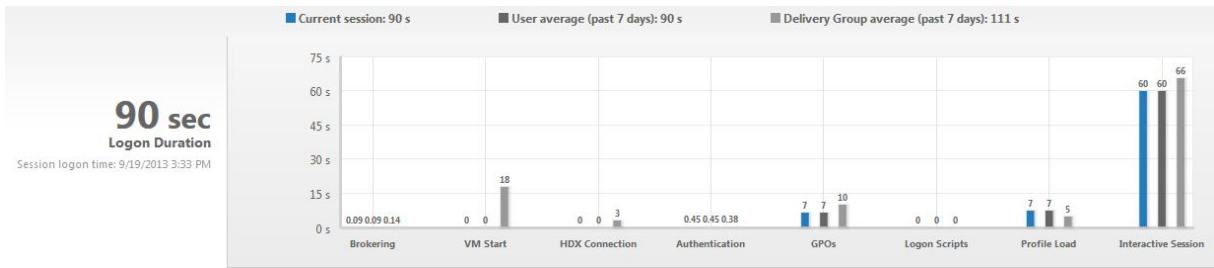 Current session: 90 s User average (past 7 days): 90 s Delivery Group average (past 7 days): 111 s
90 sec
Logon Duration
Session logon time: 9/19/2013 3:33 PM
75 s
60 s
45 s
30 s
15 s
0 s
0.09 0.09 0.14
0 0 18
0 0 3
0.45 0.45 0.38
7 7 10
0 0 0
7 7 5
60 60 66
Brokering VM Start HDX Connection Authentication GPOs Logon Scripts Profile Load Interactive Session